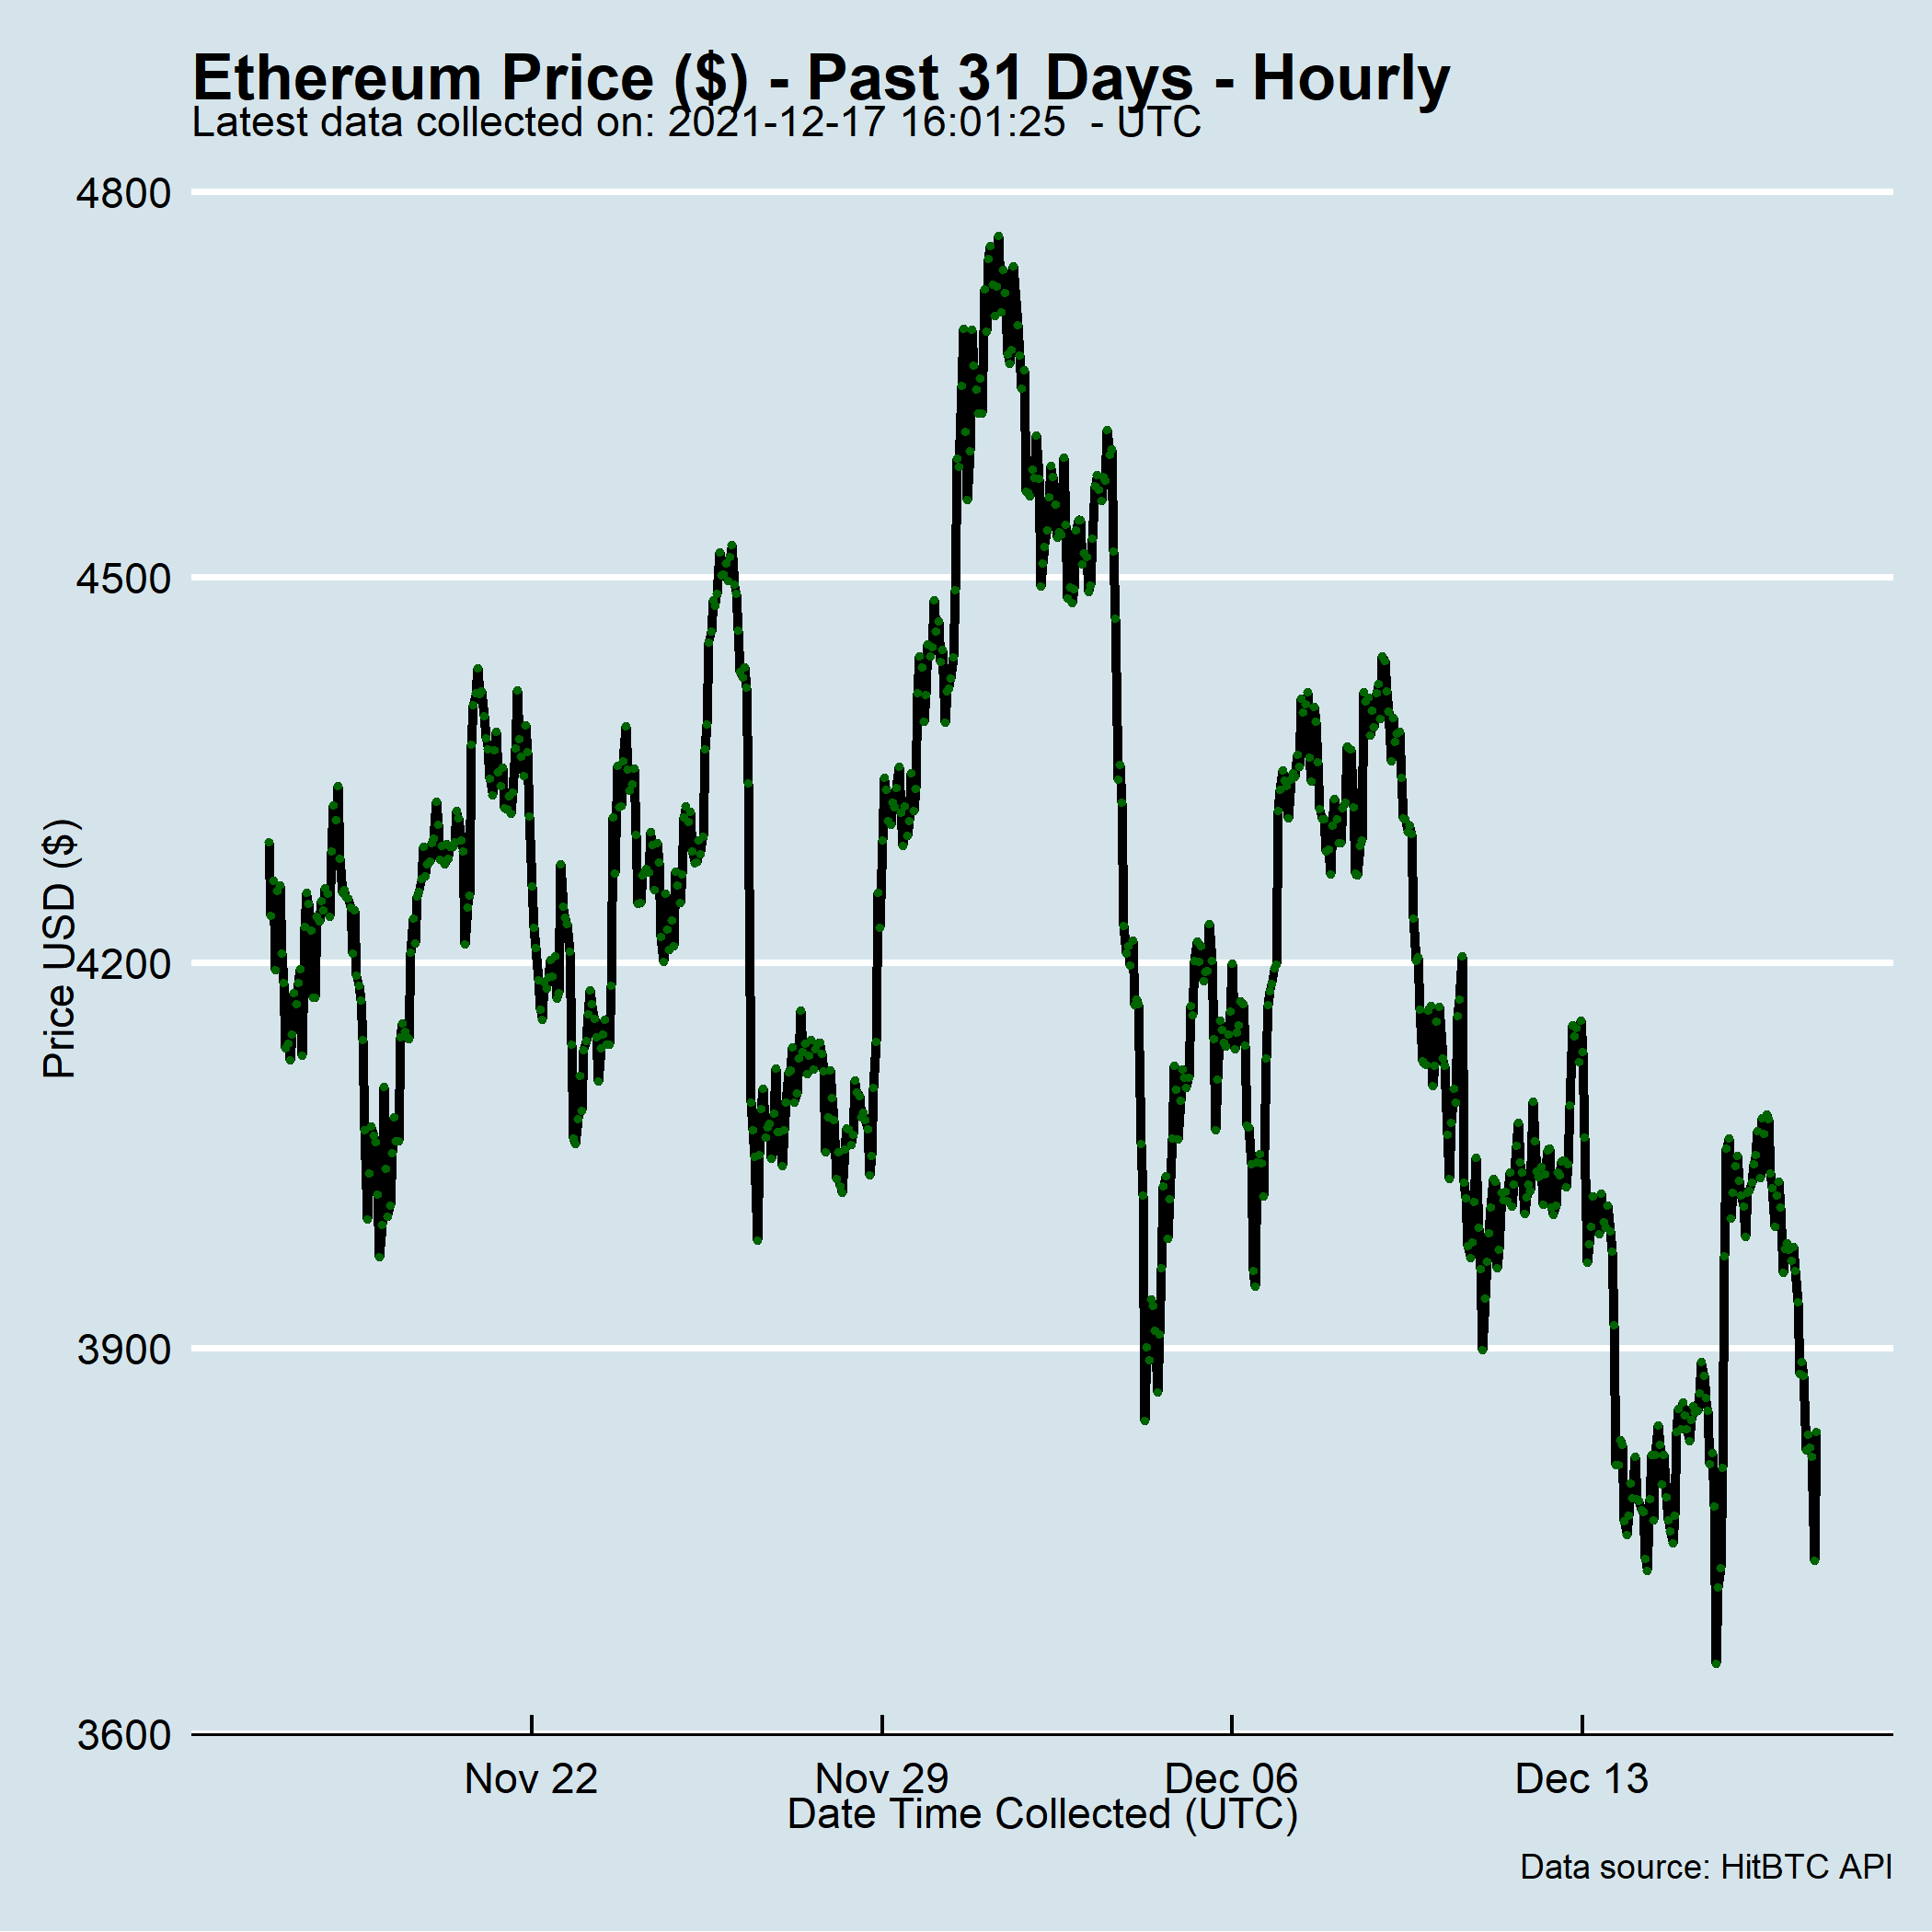 Ethereum Price ($) - Past 31 Days - Hourly
Latest data collected on: 2021-12-17 16:01:25  - UTC
4800
4500
4200
3900
3600
Price USD ($)
Nov 22
Nov 29
Dec 06
Dec 13
Date Time Collected (UTC)
Data source: HitBTC API